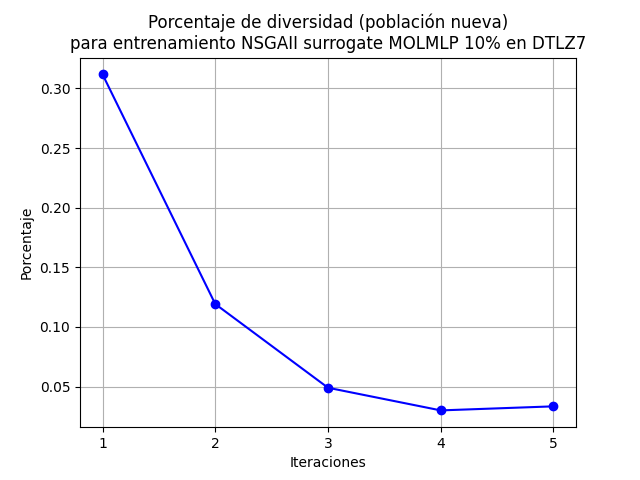 Porcentaje de diversidad (población nueva)
para entrenamiento NSGAII surrogate MOLMLP 10% en DTLZ7
0.30
0.25
0.20
0.15
0.10
0.05
Porcentaje
1 2 3 4 5
Iteraciones